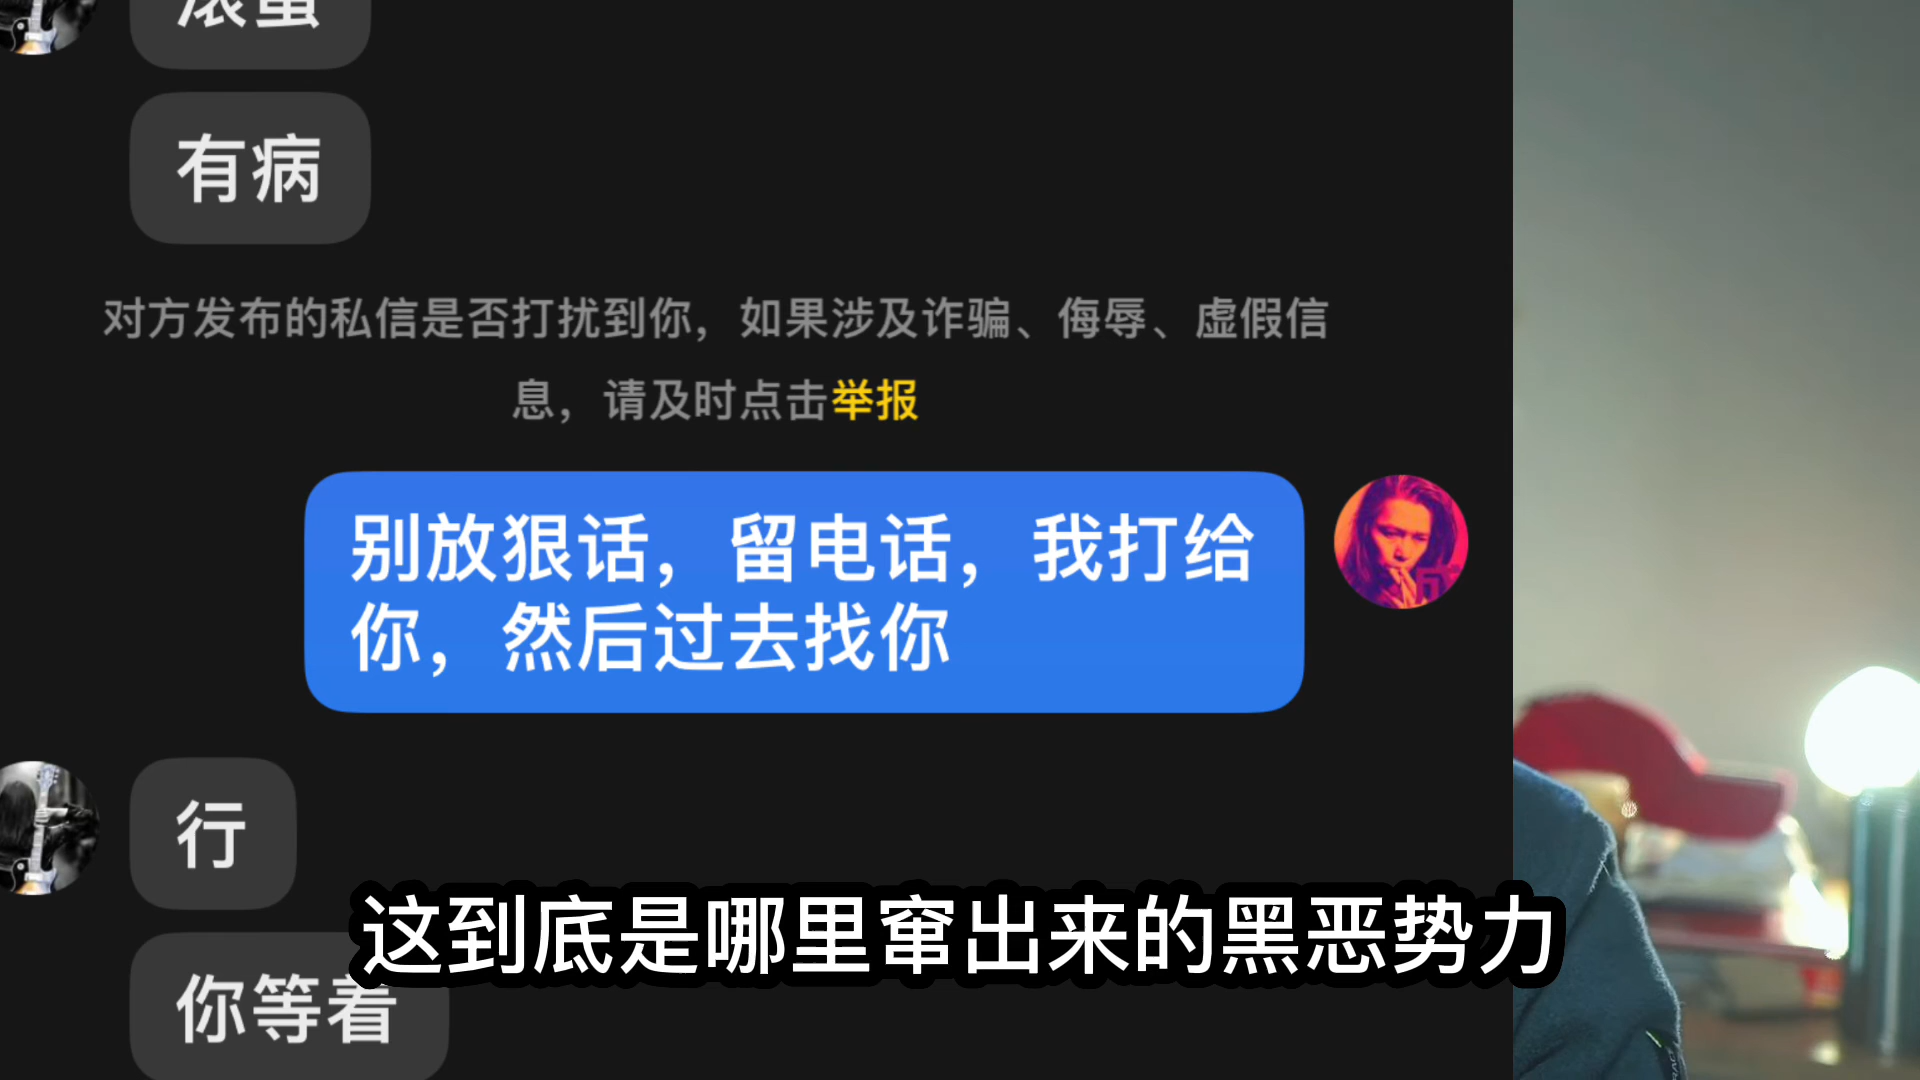 滚蛋
有病
对方发布的私信是否打扰到你，如果涉及诈骗、侮辱、虚假信
息，请及时点击举报
别放狠话，留电话，我打给
你，然后过去找你
行
你等着
这到底是哪里窜出来的黑恶势力